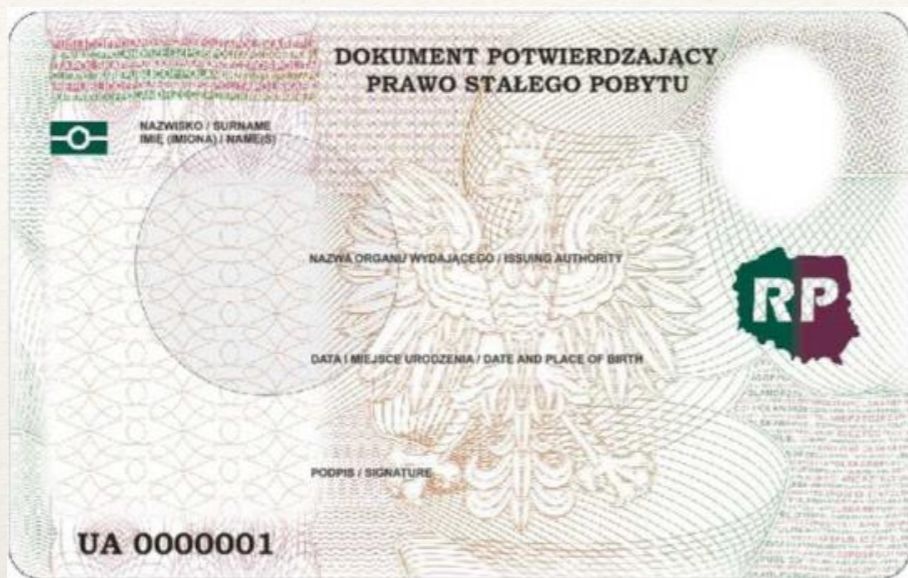 DOKUMENT POTWIERDZAJĄCY
PRAWO STAŁEGO POBYTU
NAZWISKO / SURNAME
IMIĘ (IMIONA) / NAME(S)
NAZWA ORGANU WYDAJĄCEGO / ISSUING AUTHORITY
RP
DATA I MIEJSCE URODZENIA / DATE AND PLACE OF BIRTH
PODPIS / SIGNATURE
UA 0000001